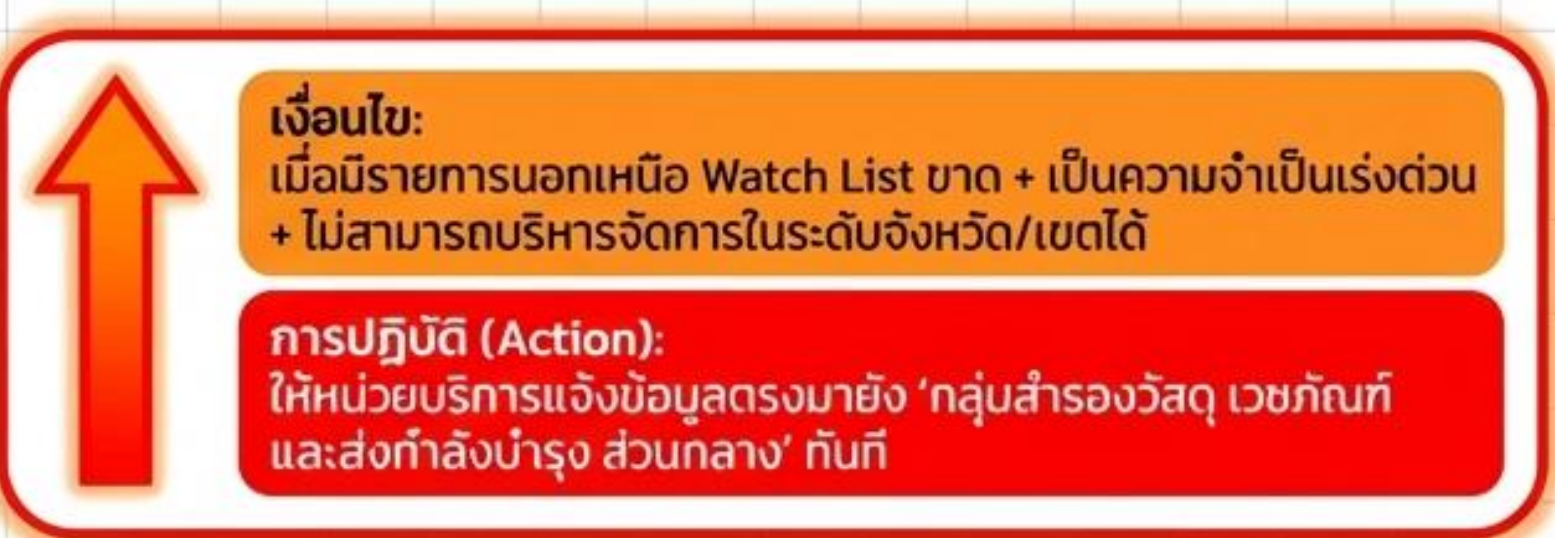 เงื่อนไข:
เมื่อมีรายการนอกเหนือ Watch List ขาด + เป็นความจำเป็นเร่งด่วน
+ ไม่สามารถบริหารจัดการในระดับจังหวัด/เขตได้
การปฏิบัติ (Action):
ให้หน่วยบริการแจ้งข้อมูลตรงมายัง ‘กลุ่มสำรองวัสดุ เวชภัณฑ์
และส่งกำลังบำรุง ส่วนกลาง’ ทันที